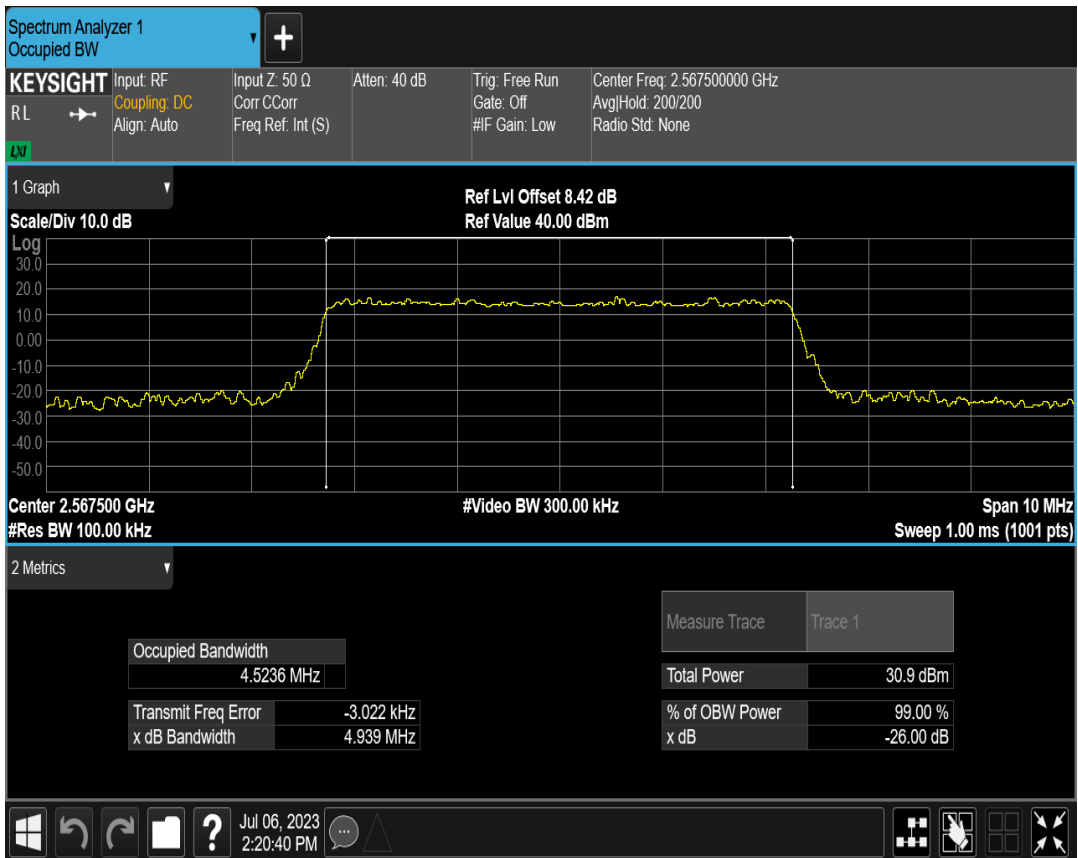 Spectrum Analyzer 1
Occupied BW
+
KEYSIGHT
RL
LXI
Input: RF
Coupling: DC
Align: Auto
Input Z: 50 Ω
Corr CCorr
Freq Ref: Int (S)
Atten: 40 dB
Trig: Free Run
Gate: Off
#IF Gain: Low
Center Freq: 2.567500000 GHz
Avg|Hold: 200/200
Radio Std: None
1 Graph
Ref Lvl Offset 8.42 dB
Scale/Div 10.0 dB
Ref Value 40.00 dBm
Log
30.0
20.0
10.0
0.00
-10.0
-20.0
-30.0
-40.0
-50.0
Center 2.567500 GHz
#Video BW 300.00 kHz
Span 10 MHz
#Res BW 100.00 kHz
Sweep 1.00 ms (1001 pts)
2 Metrics
Measure Trace
Trace 1
Occupied Bandwidth
4.5236 MHz
Total Power
30.9 dBm
Transmit Freq Error
-3.022 kHz
% of OBW Power
99.00 %
x dB Bandwidth
4.939 MHz
x dB
-26.00 dB
?
Jul 06, 2023
2:20:40 PM